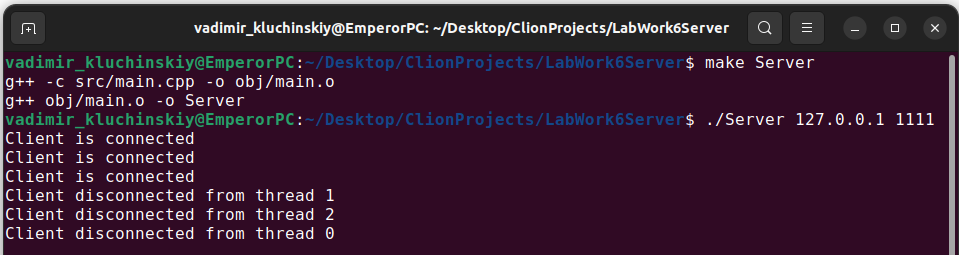 vadimir_kluchinskiy@EmperorPC: ~/Desktop/ClionProjects/LabWork6Server
vadimir_kluchinskiy@EmperorPC:~/Desktop/ClionProjects/LabWork6Server$ make Server
g++ -c src/main.cpp -o obj/main.o
g++ obj/main.o -o Server
vadimir_kluchinskiy@EmperorPC:~/Desktop/ClionProjects/LabWork6Server$ ./Server 127.0.0.1 1111
Client is connected
Client is connected
Client is connected
Client disconnected from thread 1
Client disconnected from thread 2
Client disconnected from thread 0